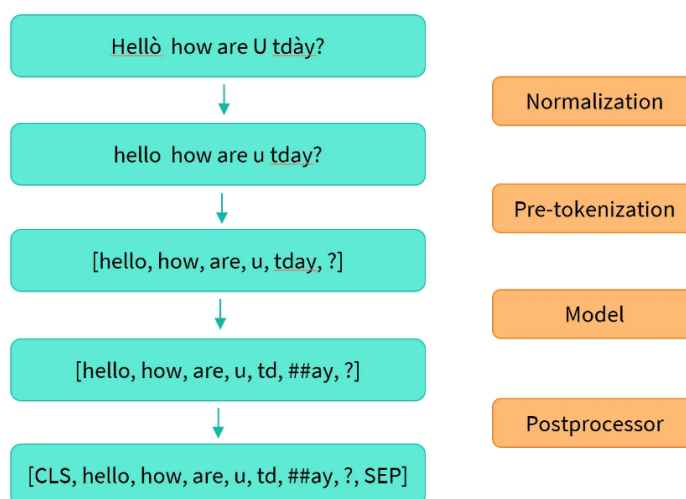 Hellò how are U tdày?
Normalization
hello how are u tday?
Pre-tokenization
[hello, how, are, u, tday, ?]
Model
[hello, how, are, u, td, ##ay, ?]
Postprocessor
[CLS, hello, how, are, u, td, ##ay, ?, SEP]